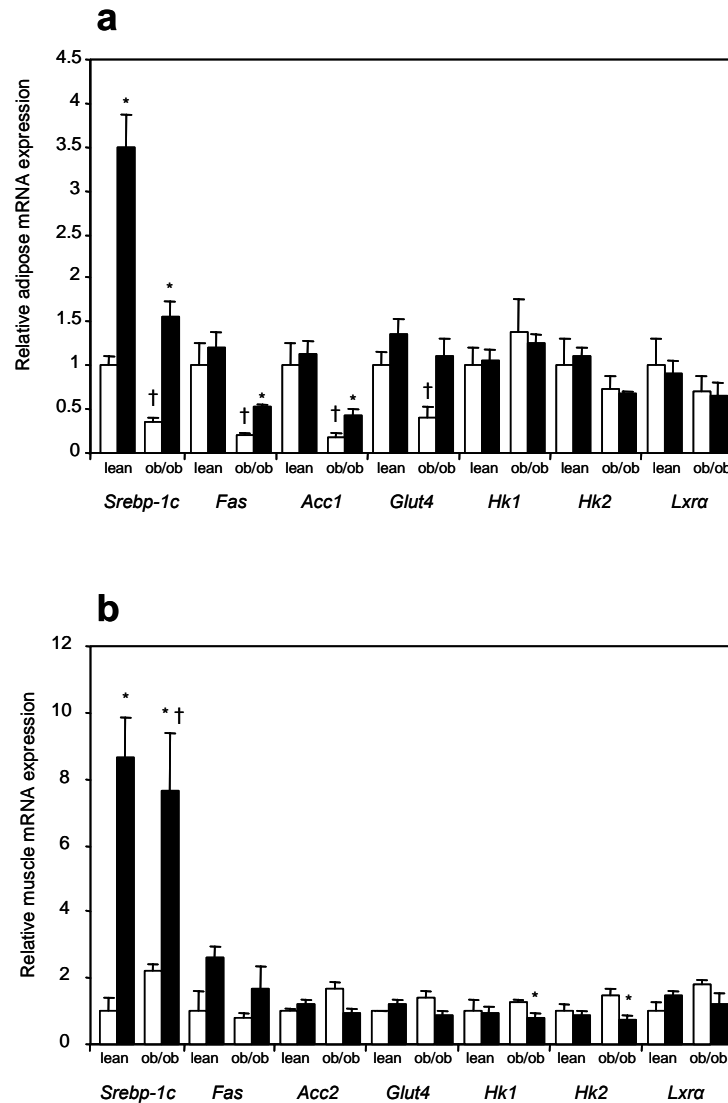 a
Relative adipose mRNA expression
4.5
4
3.5
3
2.5
2
1.5
1
0.5
0
* * † † * † * †
lean ob/ob lean ob/ob lean ob/ob lean ob/ob lean ob/ob lean ob/ob lean ob/ob
Srebp-1c Fas Acc1 Glut4 Hk1 Hk2 Lxrα
b
Relative muscle mRNA expression
12
10
8
6
4
2
0
* * † * *
lean ob/ob lean ob/ob lean ob/ob lean ob/ob lean ob/ob lean ob/ob lean ob/ob
Srebp-1c Fas Acc2 Glut4 Hk1 Hk2 Lxrα